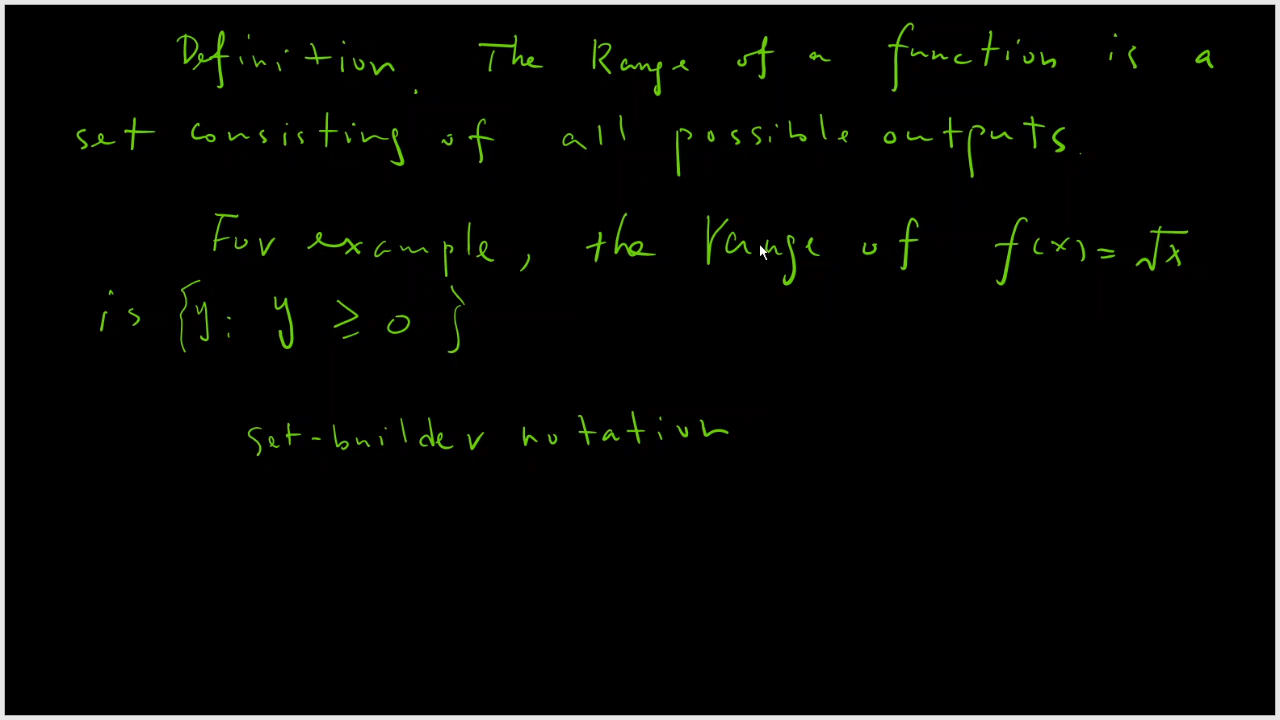 Definition. The Range of a function is a
set consisting of all possible outputs.
For example, the range of f(x) = √x
is {y: y ≥ 0}
set-builder notation